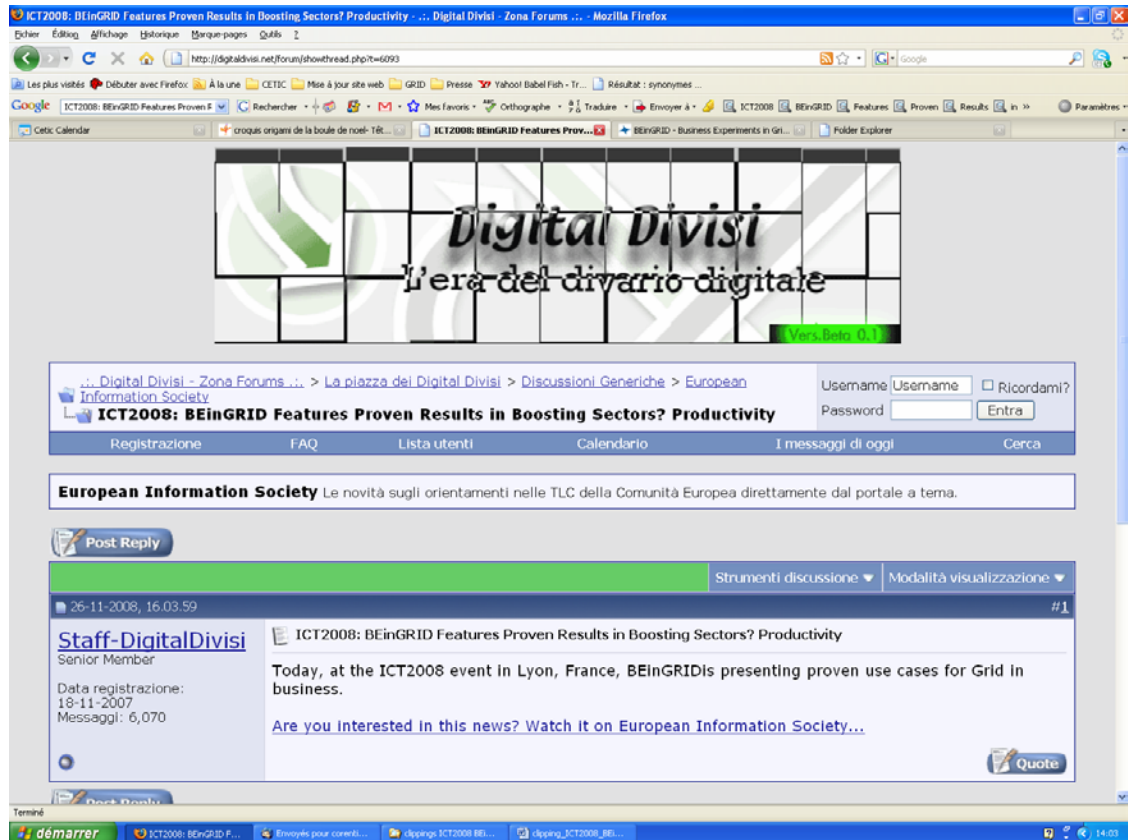 ICT2008: BEinGRID Features Proven Results in Boosting Sectors? Productivity - .:. Digital Divisi - Zona Forums .:. - Mozilla Firefox
Fichier Édition Affichage Historique Marque-pages Outils ?
http://digitaldivisi.net/forum/showthread.php?t=6093 Google
Les plus visités Débuter avec Firefox À la une CETIC Mise à jour site web GRID Presse Yahoo! Babel Fish - Tr... Résultat : synonymes ...
Google ICT2008: BEinGRID Features Proven F Rechercher Mes favoris Orthographe Traduire Envoyer à ICT2008 BEinGRID Features Proven Results in » Paramètres
Cetic Calendar croquis origami de la boule de noel- Têt... ICT2008: BEinGRID Features Prov... BEinGRID - Business Experiments in Gri... Folder Explorer
Digital Divisi
L'era del divario digitale
Vers.Beta 0.1
.:. Digital Divisi - Zona Forums .:. > La piazza dei Digital Divisi > Discussioni Generiche > European
Information Society
ICT2008: BEinGRID Features Proven Results in Boosting Sectors? Productivity
Username Username Ricordami?
Password Entra
Registrazione FAQ Lista utenti Calendario I messaggi di oggi Cerca
European Information Society Le novità sugli orientamenti nelle TLC della Comunità Europea direttamente dal portale a tema.
Post Reply
Strumenti discussione Modalità visualizzazione
26-11-2008, 16.03.59 #1
Staff-DigitalDivisi
Senior Member
Data registrazione:
18-11-2007
Messaggi: 6,070
ICT2008: BEinGRID Features Proven Results in Boosting Sectors? Productivity
Today, at the ICT2008 event in Lyon, France, BEinGRIDis presenting proven use cases for Grid in
business.
Are you interested in this news? Watch it on European Information Society...
Quote
Post Reply
Terminé
démarrer ICT2008: BEinGRID F... Envoyés pour corenti... clippings ICT2008 BEi... clipping_ICT2008_BEi... 14:03